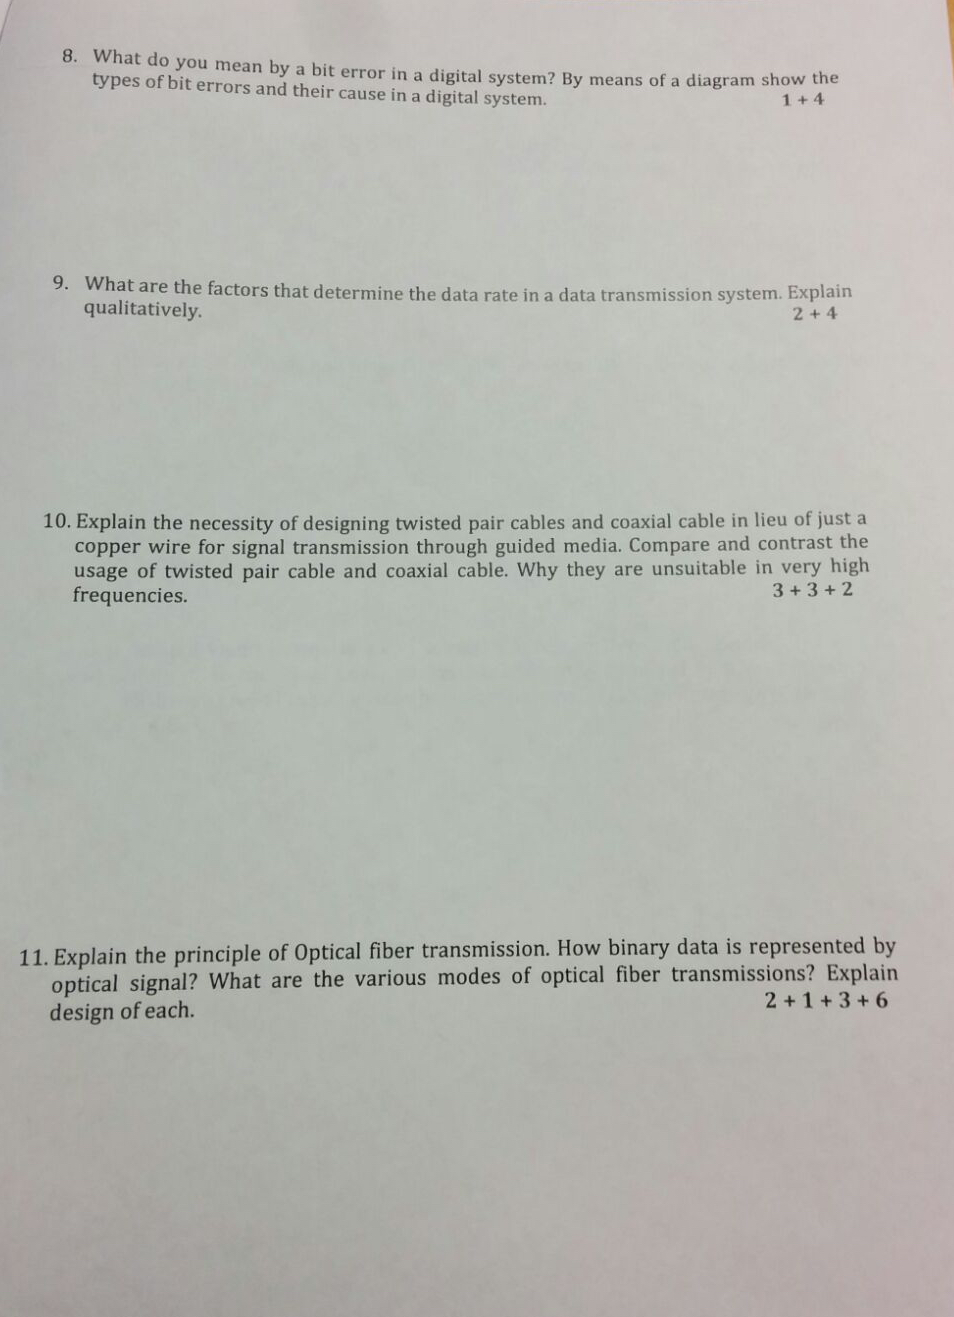 8. What do you mean by a bit error in a digital system? By means of a diagram show the
types of bit errors and their cause in a digital system.
1 + 4
9. What are the factors that determine the data rate in a data transmission system. Explain
qualitatively.
2 + 4
10. Explain the necessity of designing twisted pair cables and coaxial cable in lieu of just a
copper wire for signal transmission through guided media. Compare and contrast the
usage of twisted pair cable and coaxial cable. Why they are unsuitable in very high
frequencies.
3 + 3 + 2
11. Explain the principle of Optical fiber transmission. How binary data is represented by
optical signal? What are the various modes of optical fiber transmissions? Explain
design of each.
2 + 1 + 3 + 6